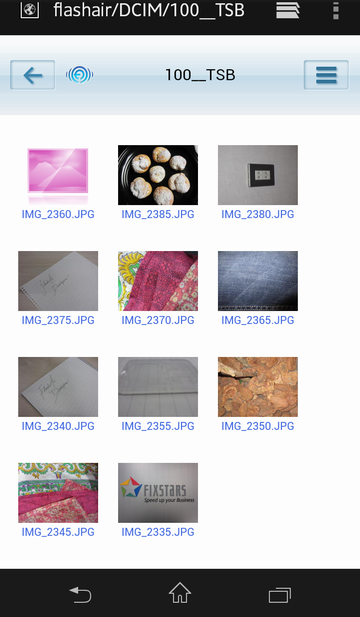 flashair/DCIM/100__TSB
100__TSB
IMG_2360.JPG
IMG_2385.JPG
IMG_2380.JPG
IMG_2375.JPG
IMG_2370.JPG
IMG_2365.JPG
IMG_2340.JPG
IMG_2355.JPG
IMG_2350.JPG
FIXSTARS
Speed up your Business
IMG_2345.JPG
IMG_2335.JPG